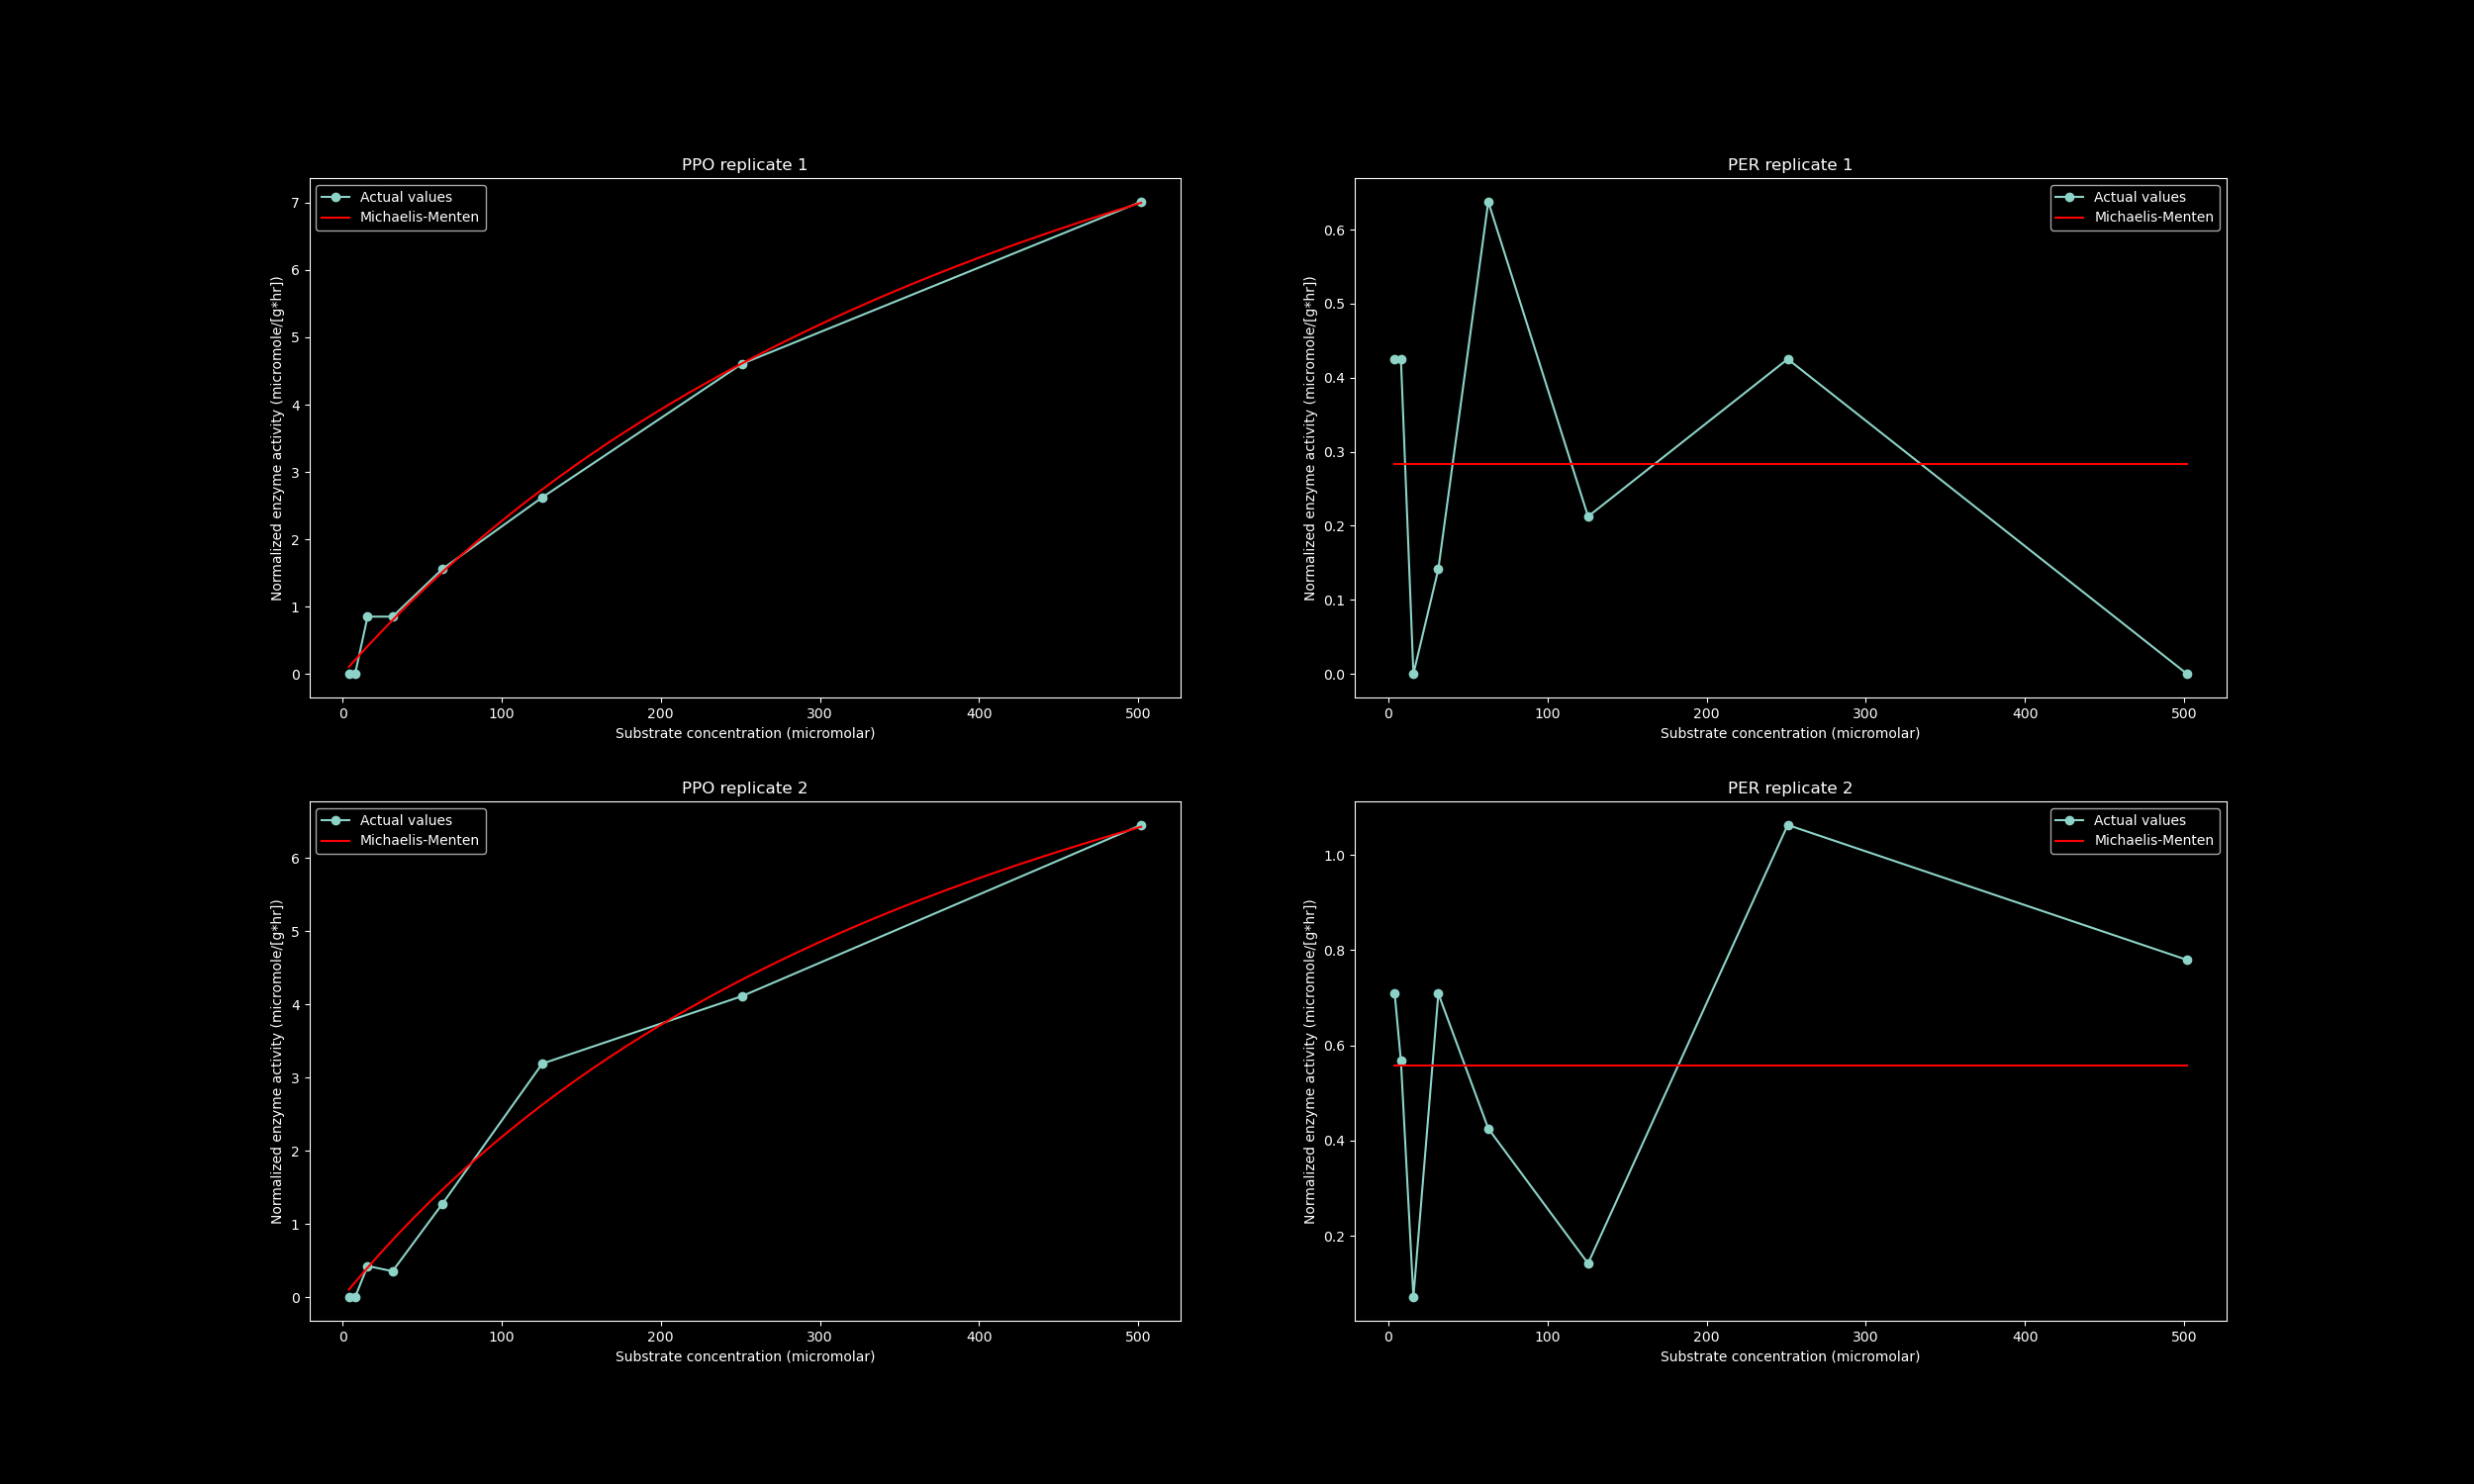 PPO replicate 1
Actual values
Michaelis-Menten
7
6
5
4
3
2
1
0
Normalized enzyme activity (micromole/[g*hr])
0 100 200 300 400 500
Substrate concentration (micromolar)
PER replicate 1
Actual values
Michaelis-Menten
0.6
0.5
0.4
0.3
0.2
0.1
0.0
Normalized enzyme activity (micromole/[g*hr])
0 100 200 300 400 500
Substrate concentration (micromolar)
PPO replicate 2
Actual values
Michaelis-Menten
6
5
4
3
2
1
0
Normalized enzyme activity (micromole/[g*hr])
0 100 200 300 400 500
Substrate concentration (micromolar)
PER replicate 2
Actual values
Michaelis-Menten
1.0
0.8
0.6
0.4
0.2
Normalized enzyme activity (micromole/[g*hr])
0 100 200 300 400 500
Substrate concentration (micromolar)